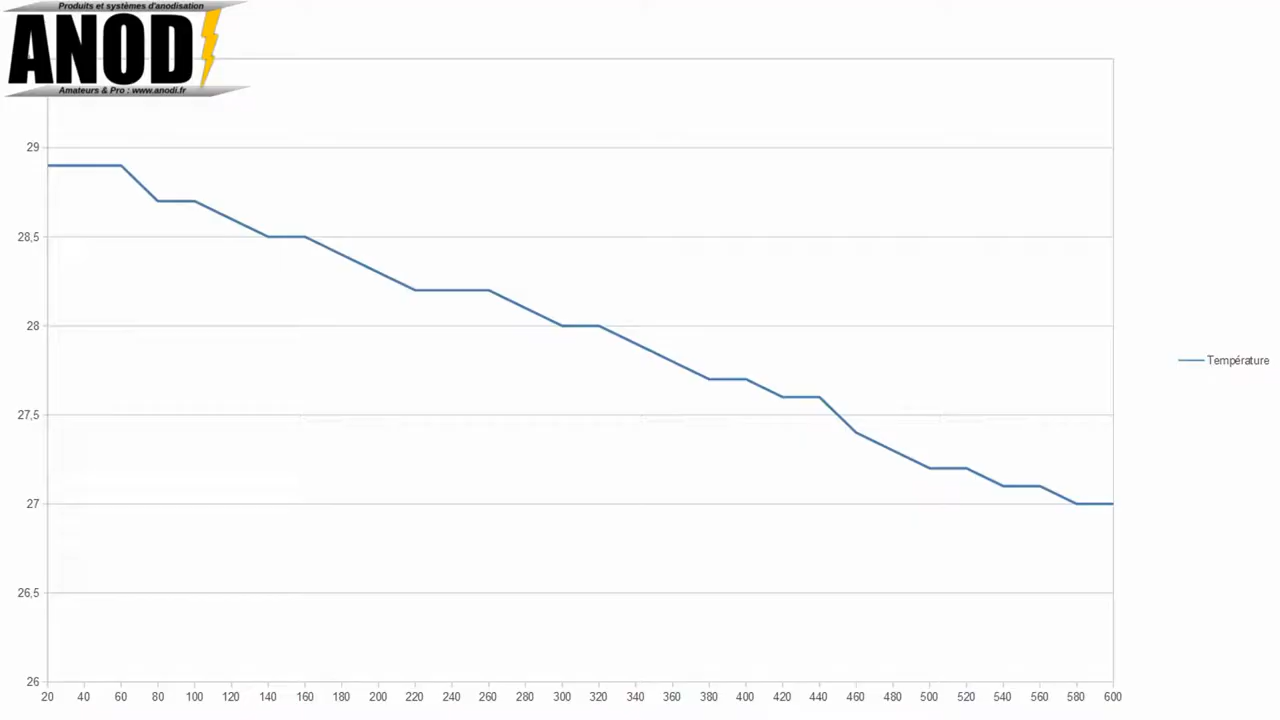 Produits et systèmes d'anodisation
ANOD
Amateurs & Pro : www.anodi.fr
29
28,5
28
27,5
27
26,5
26
20 40 60 80 100 120 140 160 180 200 220 240 260 280 300 320 340 360 380 400 420 440 460 480 500 520 540 560 580 600
Température